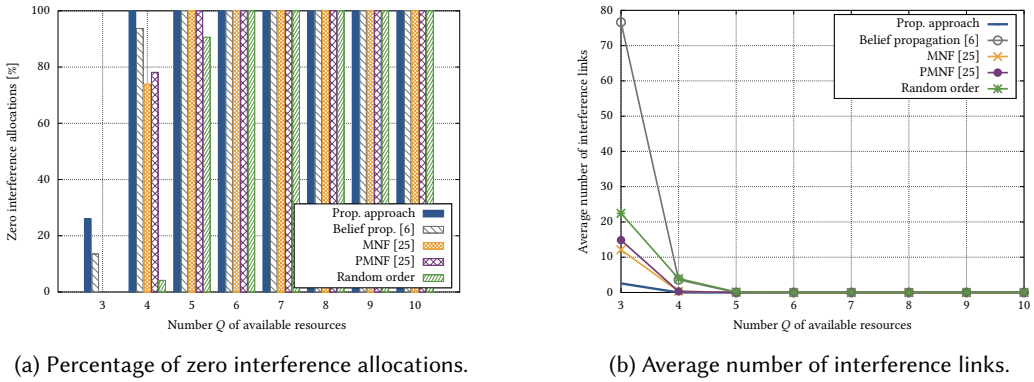 100
80
60
40
20
0
3 4 5 6 7 8 9 10
Zero interference allocations [%]
Number Q of available resources
Prop. approach
Belief prop. [6]
MNF [25]
PMNF [25]
Random order
(a) Percentage of zero interference allocations.
80
70
60
50
40
30
20
10
0
3 4 5 6 7 8 9 10
Average number of interference links
Number Q of available resources
Prop. approach
Belief propagation [6]
MNF [25]
PMNF [25]
Random order
(b) Average number of interference links.